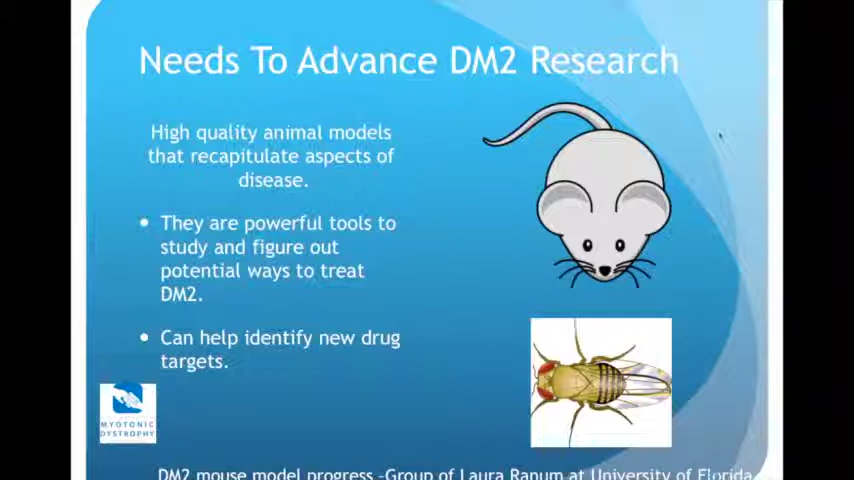 Needs To Advance DM2 Research
High quality animal models
that recapitulate aspects of
disease.
• They are powerful tools to
study and figure out
potential ways to treat
DM2.
• Can help identify new drug
targets.
MYOTONIC
DYSTROPHY
DM2 mouse model progress -Group of Laura Ranum at University of Florida